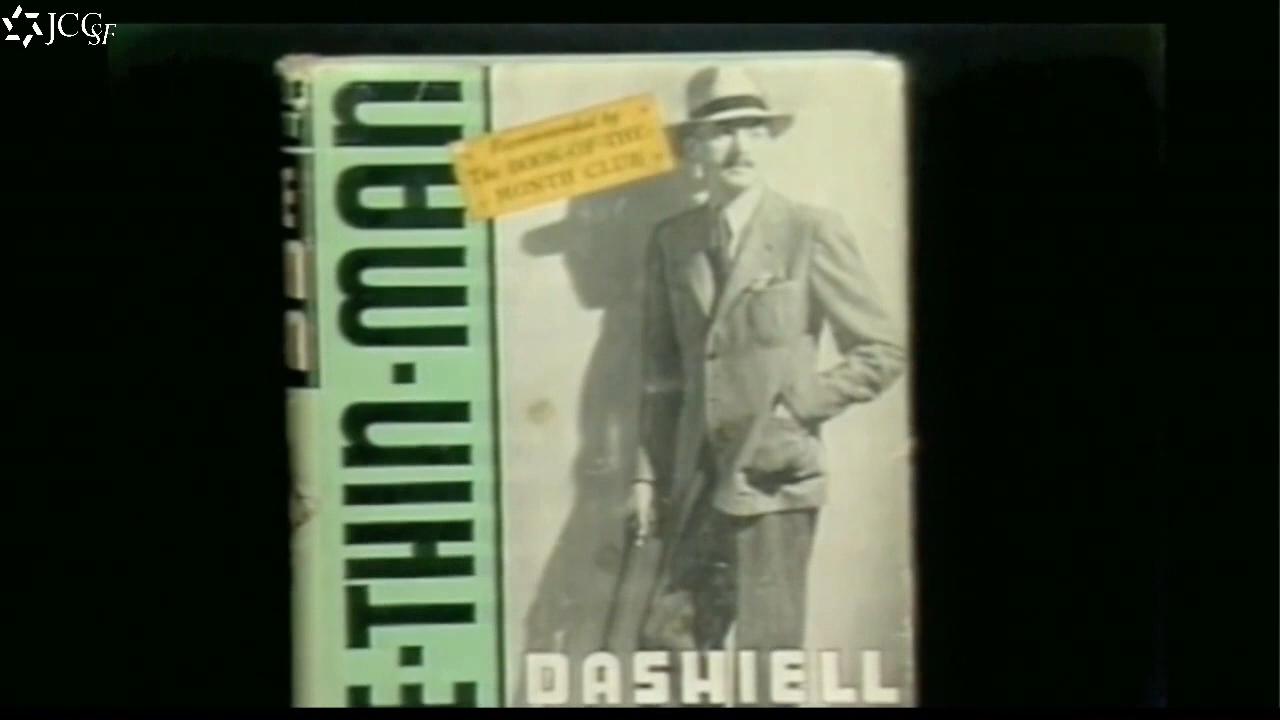 JCCSF
E·THIN·MAN
Recommended by
The BOOK-OF-THE-
MONTH CLUB
DASHIELL